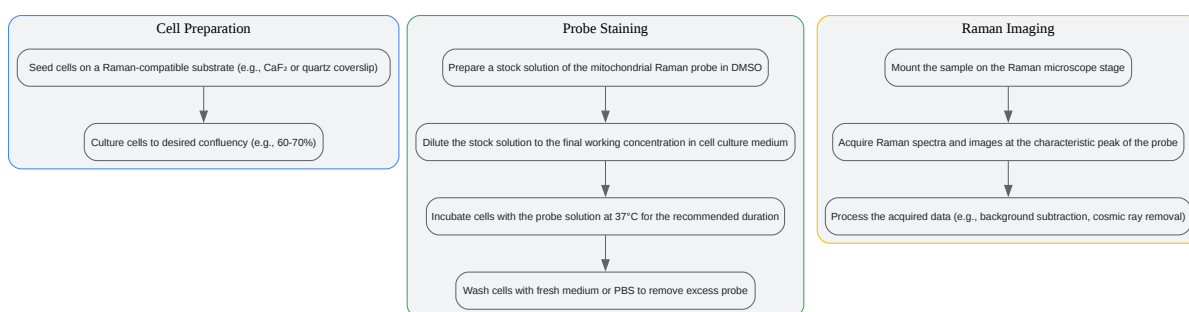 Cell Preparation
Seed cells on a Raman-compatible substrate (e.g., CaF₂ or quartz coverslip)
Culture cells to desired confluency (e.g., 60-70%)
Probe Staining
Prepare a stock solution of the mitochondrial Raman probe in DMSO
Dilute the stock solution to the final working concentration in cell culture medium
Incubate cells with the probe solution at 37°C for the recommended duration
Wash cells with fresh medium or PBS to remove excess probe
Raman Imaging
Mount the sample on the Raman microscope stage
Acquire Raman spectra and images at the characteristic peak of the probe
Process the acquired data (e.g., background subtraction, cosmic ray removal)